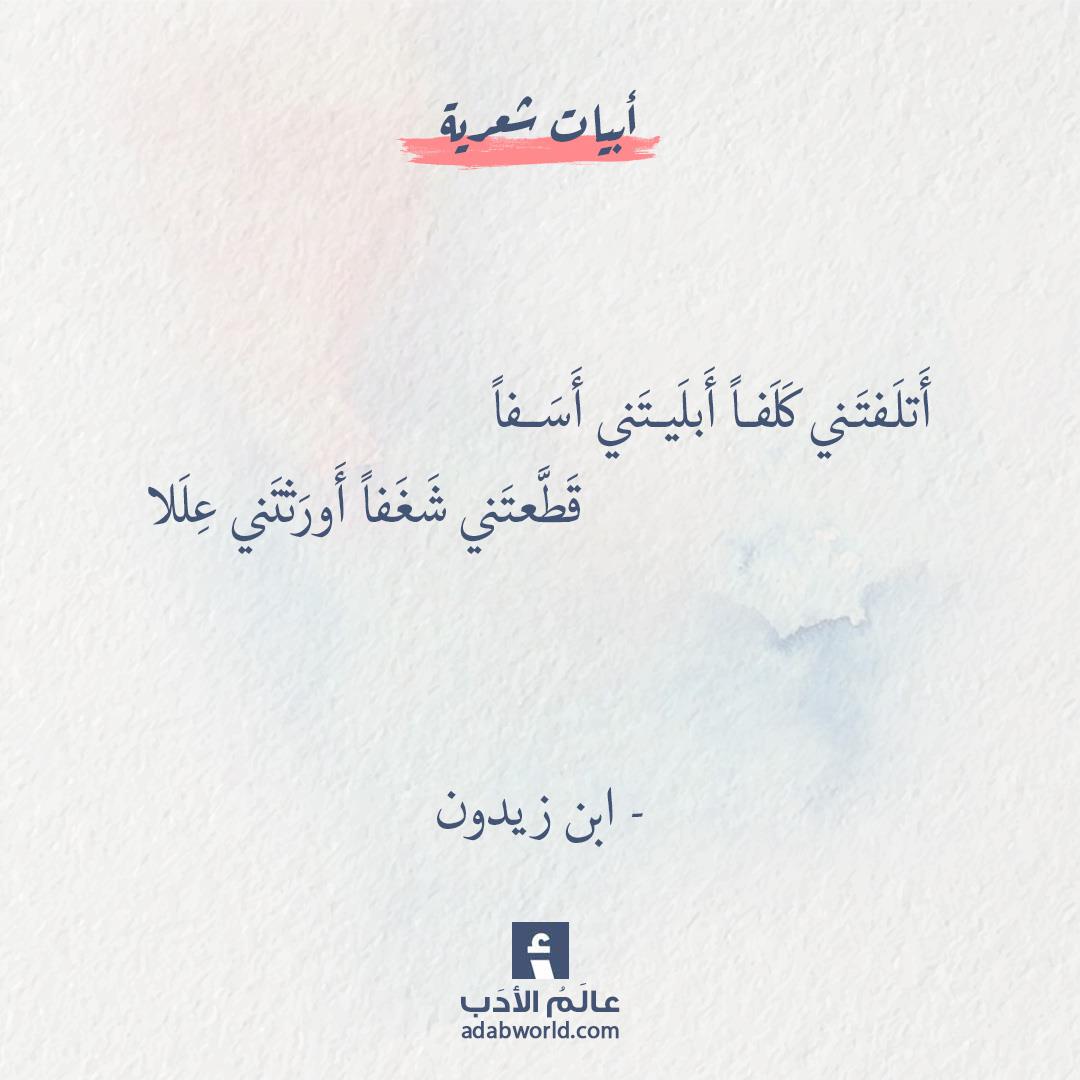 أبيات شعرية
أَتلَفتَني كَلَفاً أَبلَيتَني أَسَفاً
قَطَّعتَني شَغَفاً أَورَثتَني عِلَلا
- ابن زيدون
أ
عالَمُ الأدَب
adabworld.com